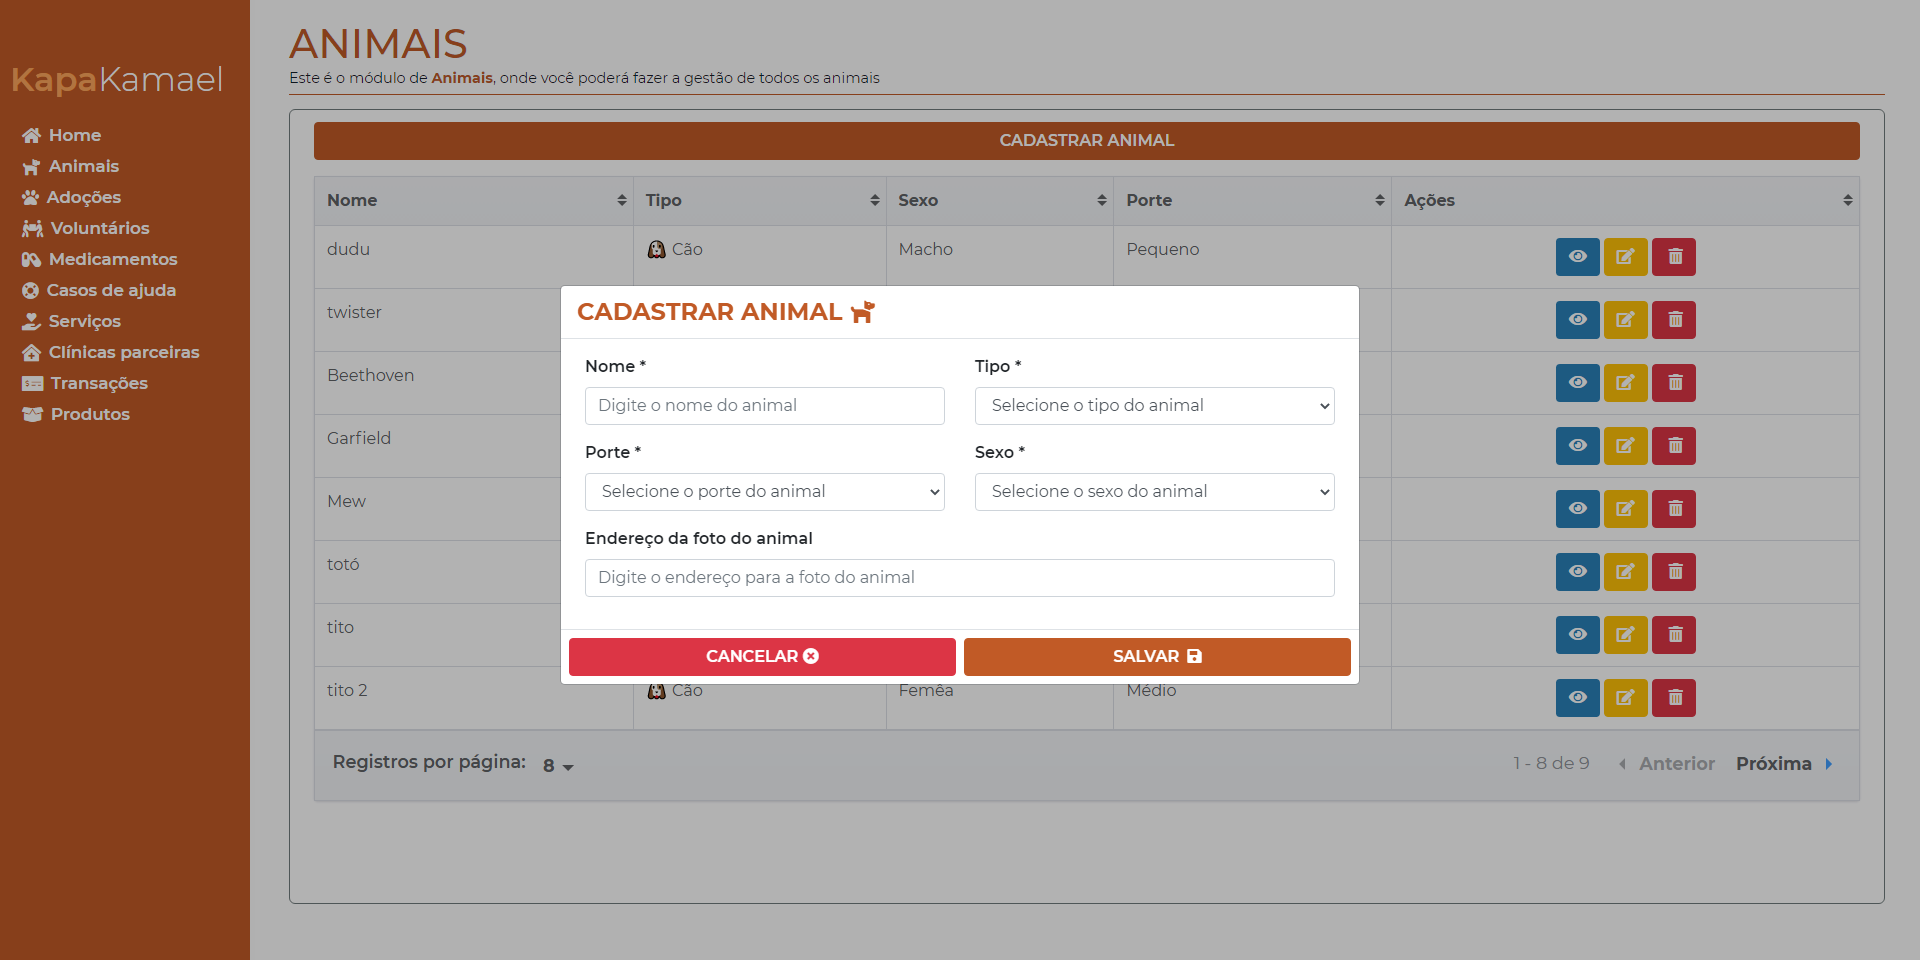 KapaKamael
Home
Animais
Adoções
Voluntários
Medicamentos
Casos de ajuda
Serviços
Clínicas parceiras
Transações
Produtos
ANIMAIS
Este é o módulo de Animais, onde você poderá fazer a gestão de todos os animais
CADASTRAR ANIMAL
Nome Tipo Sexo Porte Ações
dudu Cão Macho Pequeno
twister
Beethoven
Garfield
Mew
totó
tito
tito 2 Cão Femêa Médio
Registros por página: 8 1 - 8 de 9 Anterior Próxima
CADASTRAR ANIMAL
Nome * Tipo *
Digite o nome do animal Selecione o tipo do animal
Porte * Sexo *
Selecione o porte do animal Selecione o sexo do animal
Endereço da foto do animal
Digite o endereço para a foto do animal
CANCELAR SALVAR